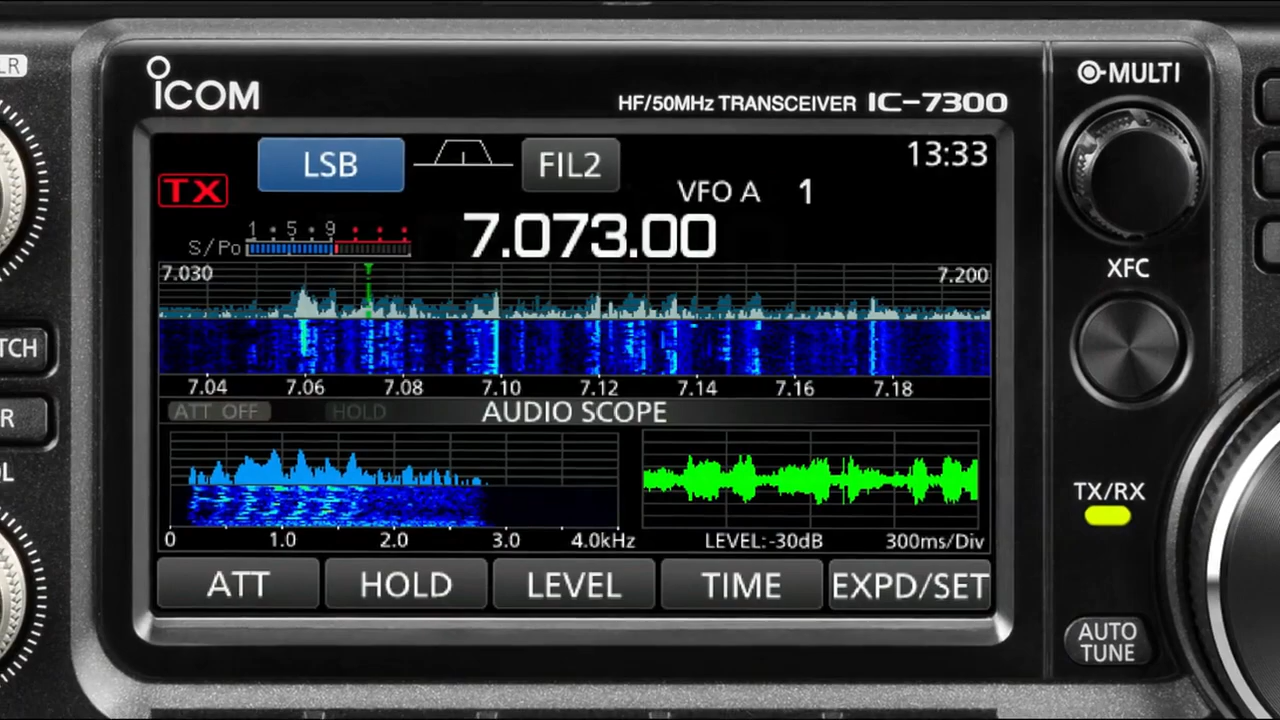 LR
ICOM
HF/50MHz TRANSCEIVER IC-7300
MULTI
LSB
FIL2
13:33
TX
VFO A 1
1 • 5 • 9
S/Po
7.073.00
7.030
7.200
XFC
7.04 7.06 7.08 7.10 7.12 7.14 7.16 7.18
TCH
ATT OFF
HOLD
AUDIO SCOPE
R
OL
TX/RX
0 1.0 2.0 3.0 4.0kHz
LEVEL:-30dB
300ms/Div
ATT
HOLD
LEVEL
TIME
EXPD/SET
AUTO
TUNE